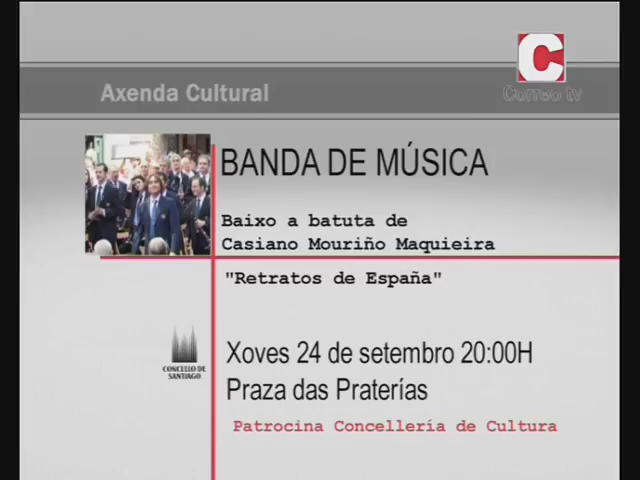 C
Correo tv
Axenda Cultural
BANDA DE MÚSICA
Baixo a batuta de
Casiano Mouriño Maquieira
"Retratos de España"
CONCELLO DE
SANTIAGO
Xoves 24 de setembro 20:00H
Praza das Praterías
Patrocina Concellería de Cultura